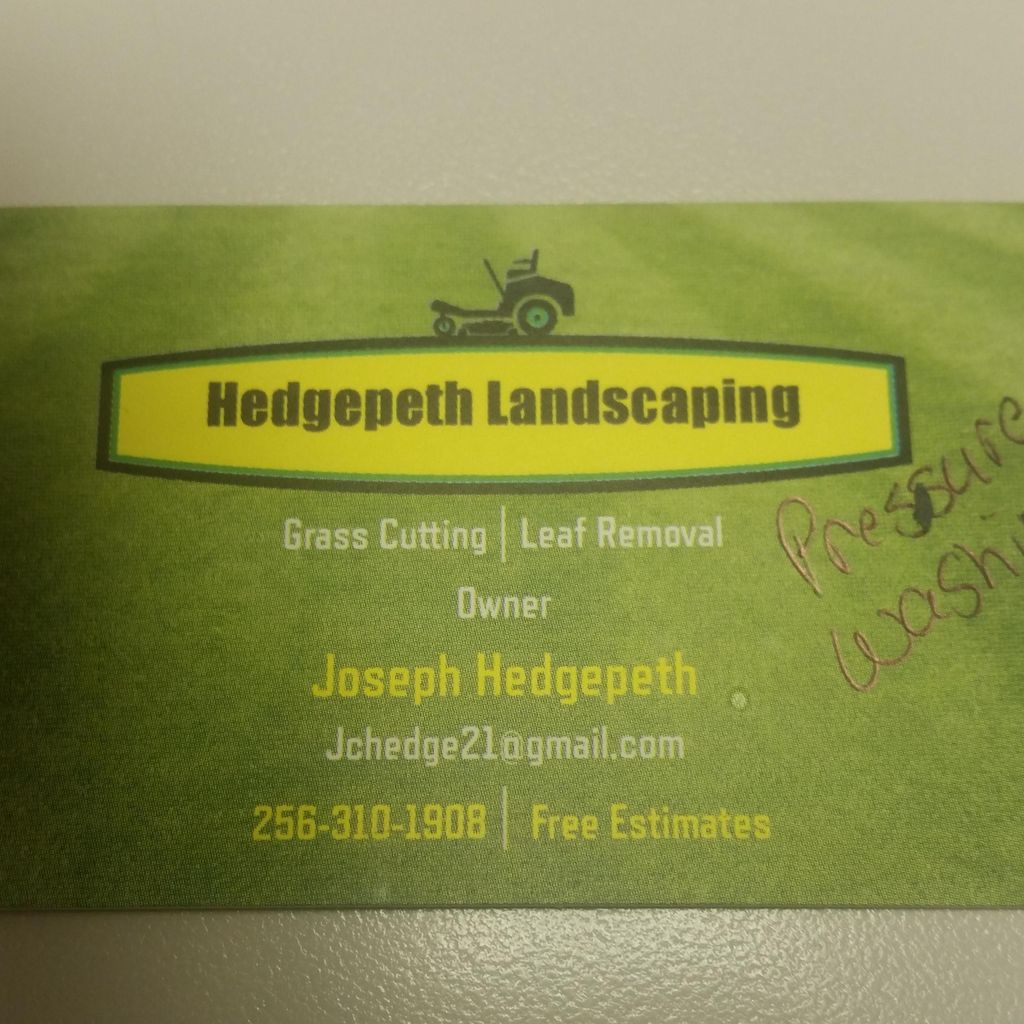 Hedgepeth Landscaping
Grass Cutting | Leaf Removal
Owner
Joseph Hedgepeth
Jchedge21@gmail.com
256-310-1908 | Free Estimates
Pressure
Washi